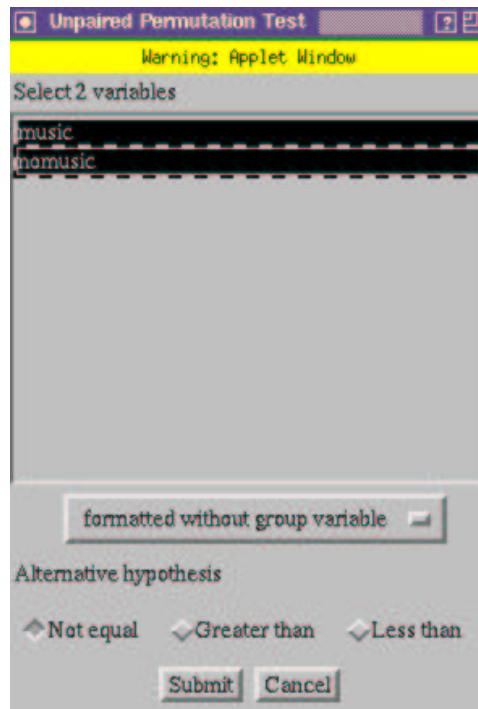 Unpaired Permutation Test
?
Warning: Applet Window
Select 2 variables
music
nomusic
formatted without group variable
Alternative hypothesis
Not equal Greater than Less than
Submit Cancel